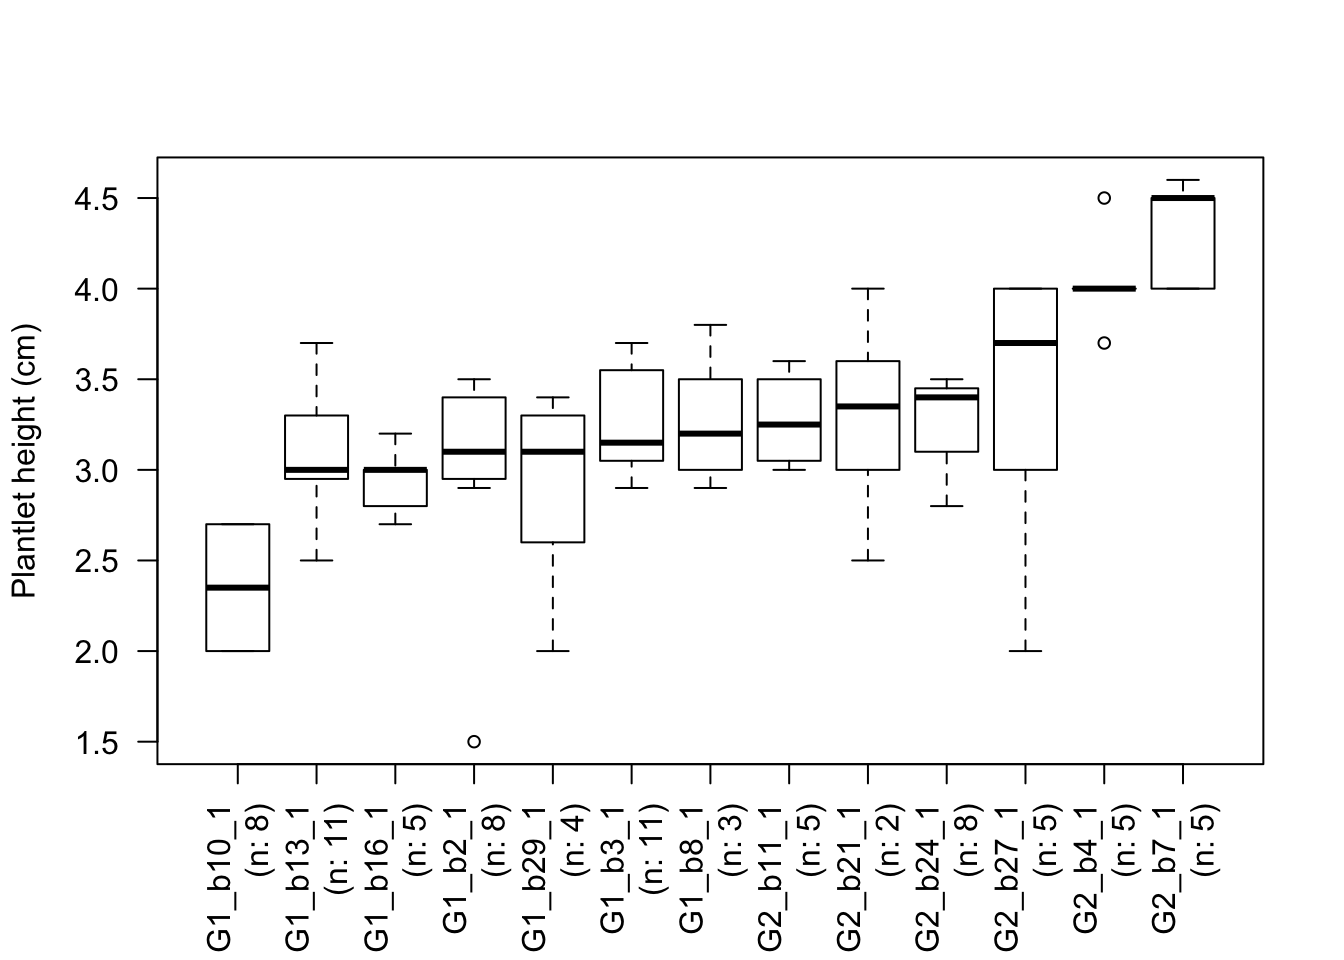 Plantlet height (cm)
4.5
4.0
3.5
3.0
2.5
2.0
1.5
G1_b10_1
(n: 8)
G1_b13_1
(n: 11)
G1_b16_1
(n: 5)
G1_b2_1
(n: 8)
G1_b29_1
(n: 4)
G1_b3_1
(n: 11)
G1_b8_1
(n: 3)
G2_b11_1
(n: 5)
G2_b21_1
(n: 2)
G2_b24_1
(n: 8)
G2_b27_1
(n: 5)
G2_b4_1
(n: 5)
G2_b7_1
(n: 5)